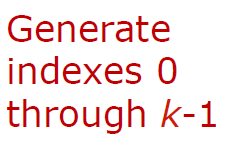 Generate
indexes 0
through k-1